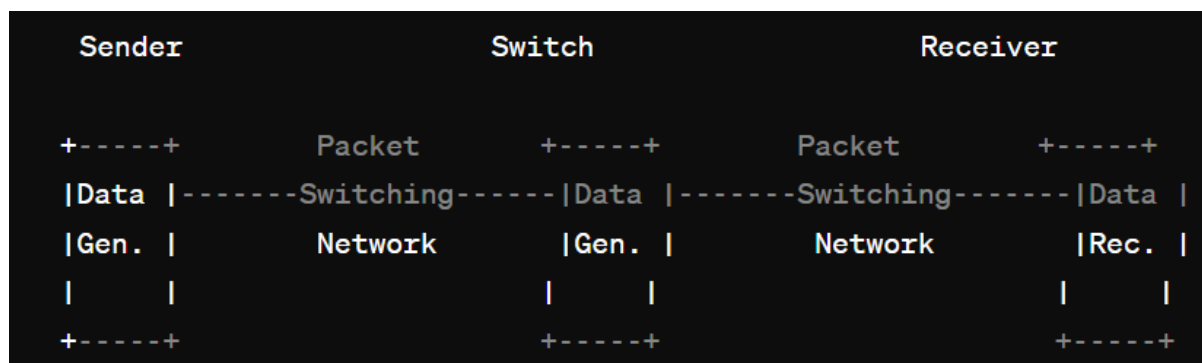 Sender Switch Receiver
+-----+ Packet +-----+ Packet +-----+
|Data |-------Switching------|Data |-------Switching-------|Data |
|Gen. | Network |Gen. | Network |Rec. |
| | | | | |
+-----+ +-----+ +-----+